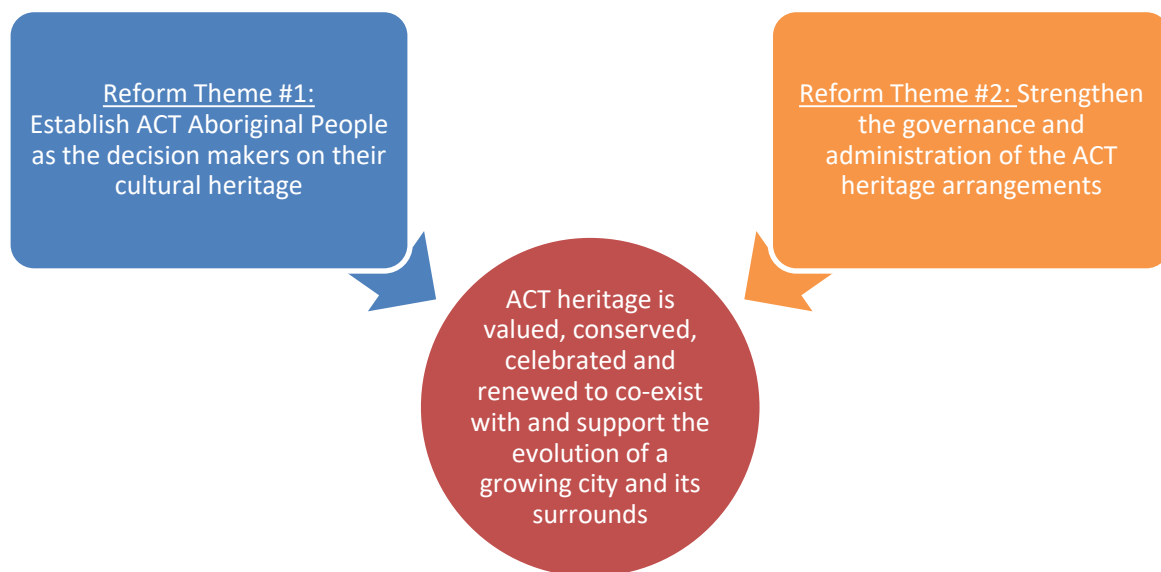 Reform Theme #1:
Establish ACT Aboriginal People
as the decision makers on their
cultural heritage
Reform Theme #2: Strengthen
the governance and
administration of the ACT
heritage arrangements
ACT heritage is
valued, conserved,
celebrated and
renewed to co-exist
with and support the
evolution of a
growing city and its
surrounds